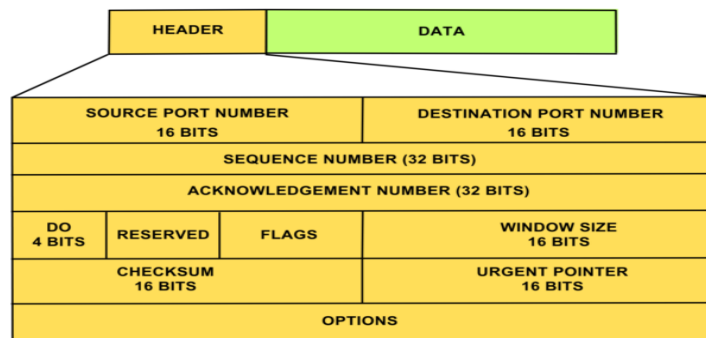 HEADER
DATA
SOURCE PORT NUMBER
16 BITS
DESTINATION PORT NUMBER
16 BITS
SEQUENCE NUMBER (32 BITS)
ACKNOWLEDGEMENT NUMBER (32 BITS)
DO
4 BITS
RESERVED
FLAGS
WINDOW SIZE
16 BITS
CHECKSUM
16 BITS
URGENT POINTER
16 BITS
OPTIONS